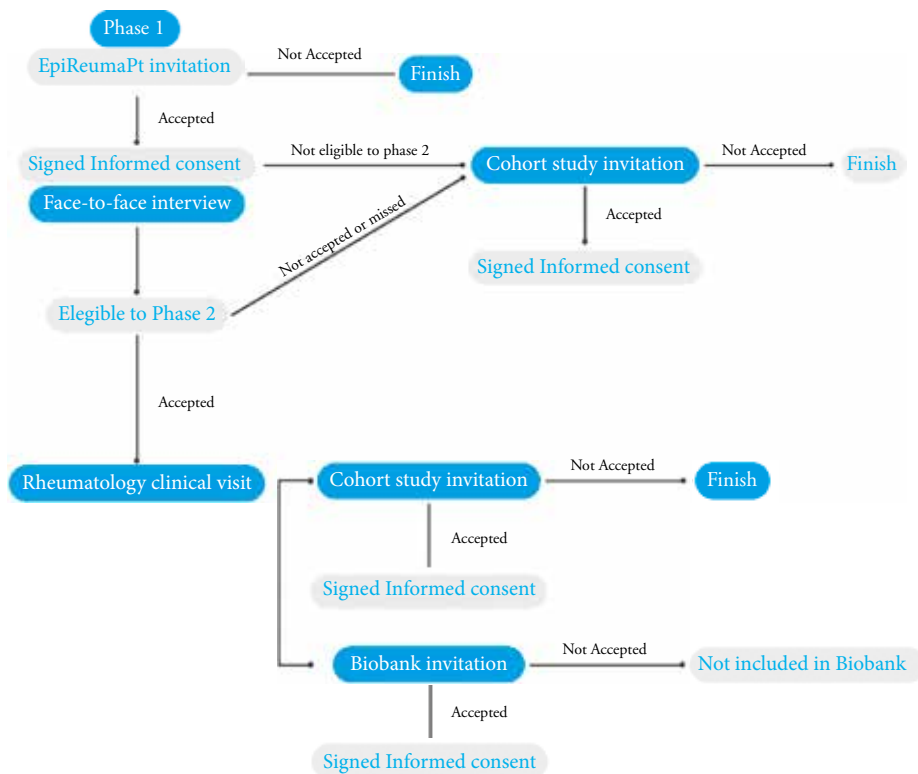 Phase 1
EpiReumaPt invitation
Not Accepted
Finish
Accepted
Signed Informed consent
Not eligible to phase 2
Cohort study invitation
Not Accepted
Finish
Face-to-face interview
Not accepted or missed
Accepted
Signed Informed consent
Elegible to Phase 2
Accepted
Rheumatology clinical visit
Cohort study invitation
Not Accepted
Finish
Accepted
Signed Informed consent
Biobank invitation
Not Accepted
Not included in Biobank
Accepted
Signed Informed consent